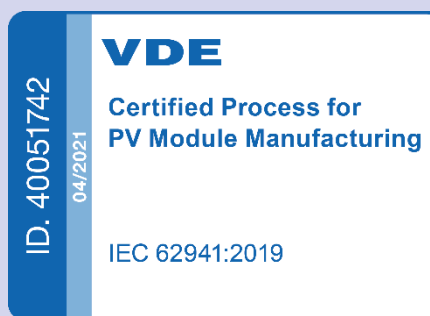 ID. 40051742
04/2021
VDE
Certified Process for
PV Module Manufacturing
IEC 62941:2019